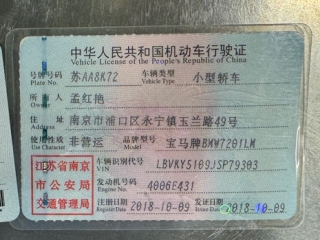 中华人民共和国机动车行驶证
Vehicle License of the People's Republic of China
号牌号码 苏AA8K72 车辆类型 小型轿车
Plate No. Vehicle Type
所有人 孟红艳
Owner
住址 南京市浦口区永宁镇玉兰路49号
Address
使用性质 非营运 品牌型号 宝马牌BMW7201LM
Use Character Model
江苏省南京 车辆识别代号 LBVKY5109JSP79303
VIN
市公安局 发动机号码 4006E431
Engine No.
交通管理局 注册日期 2018-10-09 发证日期 2018-10-09
Register Date Issue Date